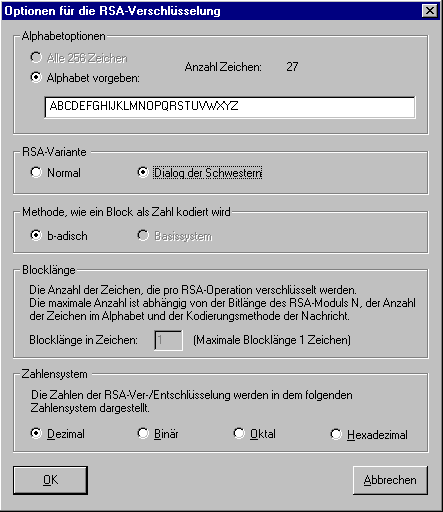 Optionen für die RSA-Verschlüsselung
Alphabetoptionen
Alle 256 Zeichen
Anzahl Zeichen: 27
Alphabet vorgeben:
ABCDEFGHIJKLMNOPQRSTUVWXYZ
RSA-Variante
Normal Dialog der Schwestern
Methode, wie ein Block als Zahl kodiert wird
b-adisch Basissystem
Blocklänge
Die Anzahl der Zeichen, die pro RSA-Operation verschlüsselt werden.
Die maximale Anzahl ist abhängig von der Bitlänge des RSA-Moduls N, der Anzahl
der Zeichen im Alphabet und der Kodierungsmethode der Nachricht.
Blocklänge in Zeichen: 1 (Maximale Blocklänge 1 Zeichen)
Zahlensystem
Die Zahlen der RSA-Ver-/Entschlüsselung werden in dem folgenden
Zahlensystem dargestellt.
Dezimal Binär Oktal Hexadezimal
OK Abbrechen